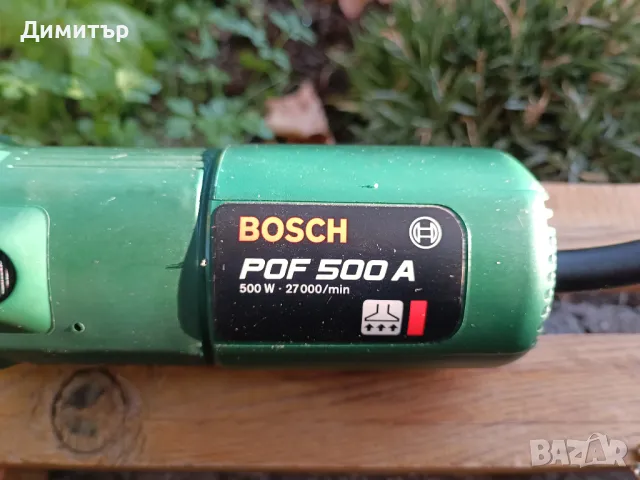 Димитър
BOSCH
POF 500 A
500 W · 27000/min
BAZAR